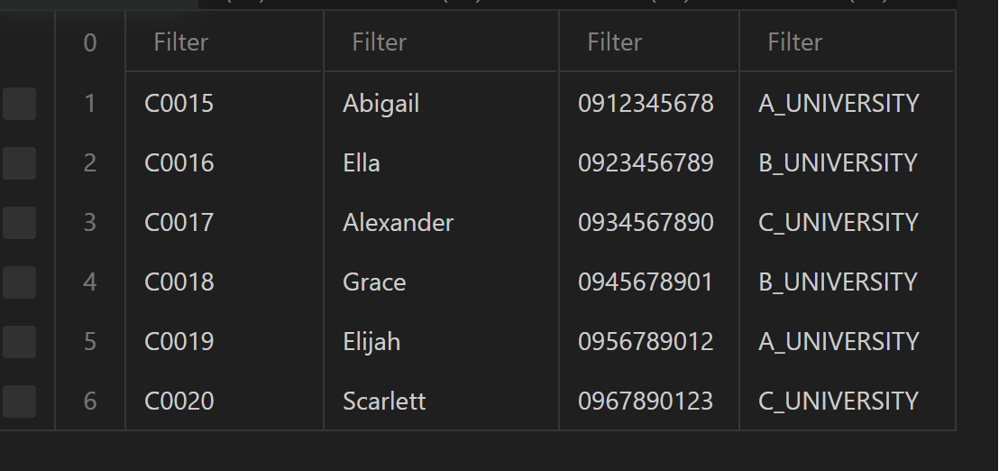 0 Filter Filter Filter Filter
1 C0015 Abigail 0912345678 A_UNIVERSITY
2 C0016 Ella 0923456789 B_UNIVERSITY
3 C0017 Alexander 0934567890 C_UNIVERSITY
4 C0018 Grace 0945678901 B_UNIVERSITY
5 C0019 Elijah 0956789012 A_UNIVERSITY
6 C0020 Scarlett 0967890123 C_UNIVERSITY